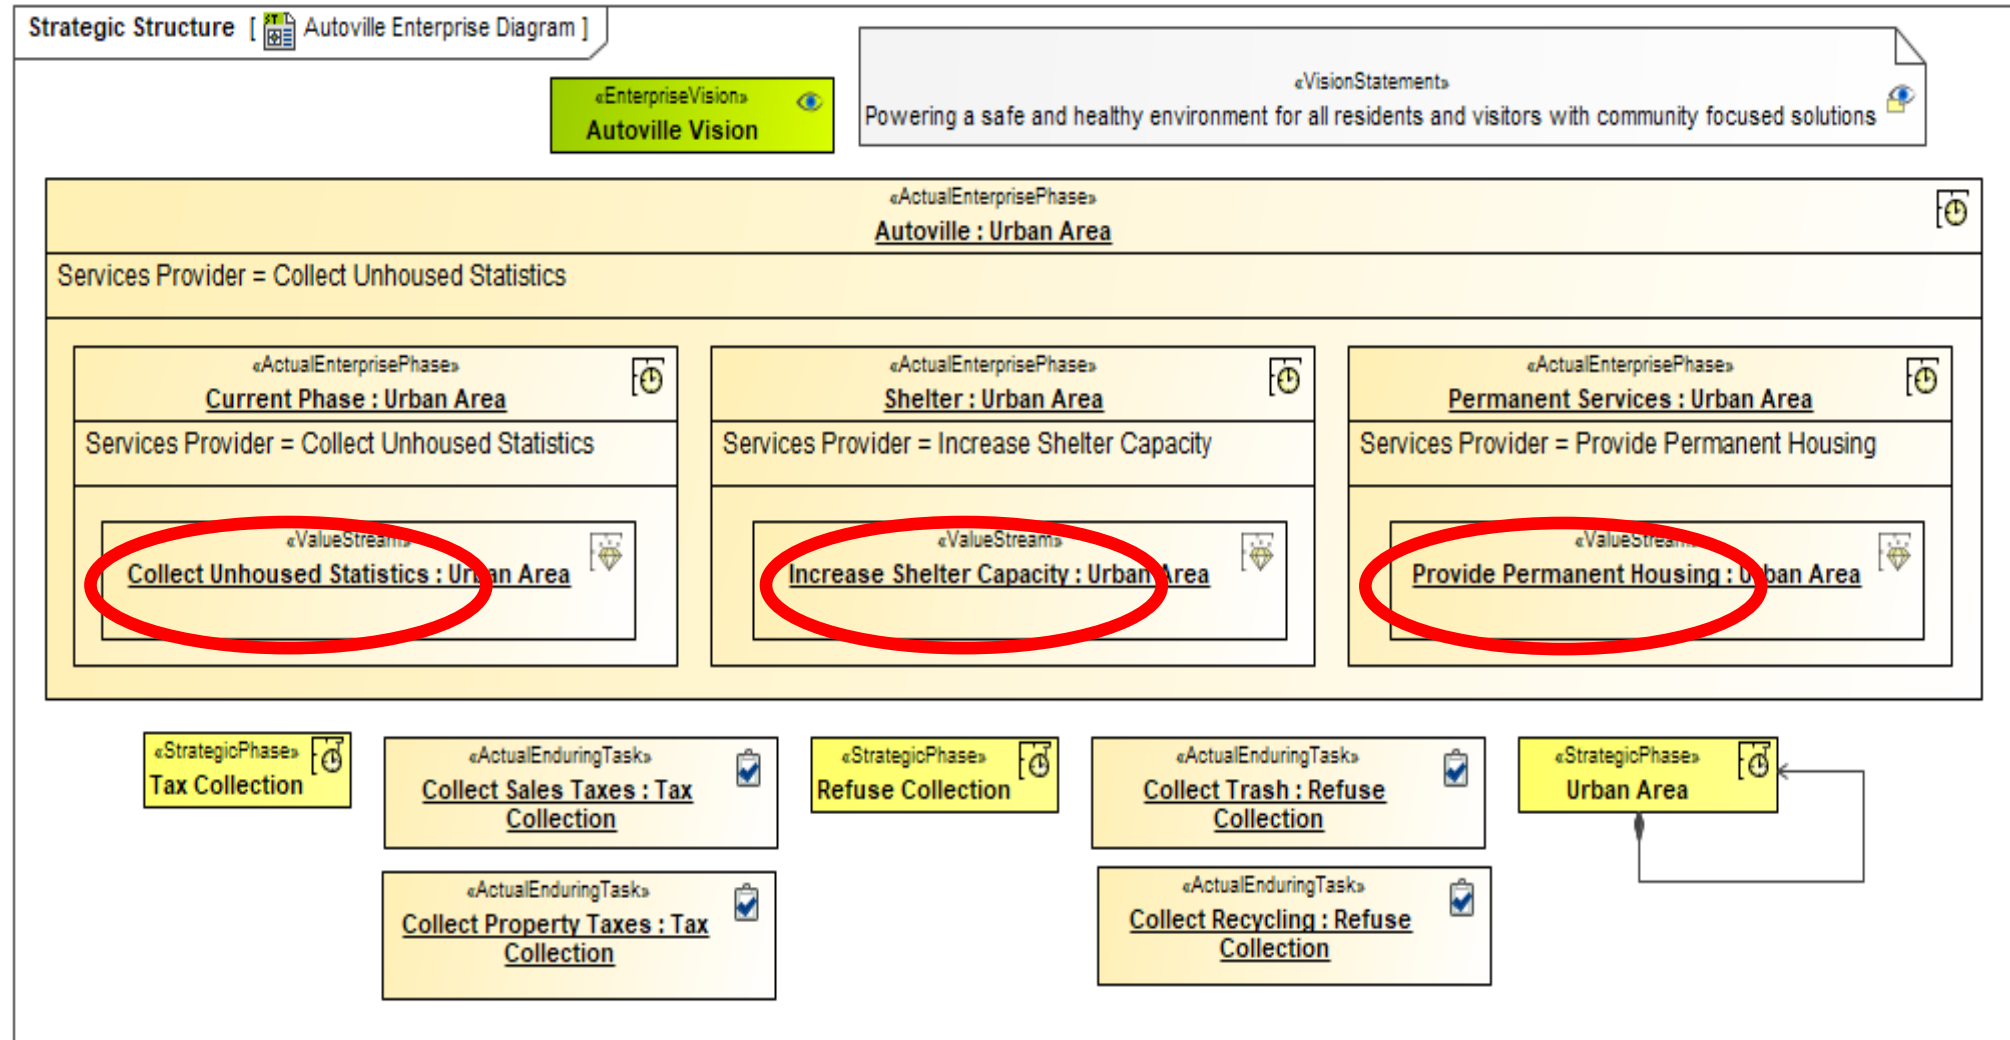 Strategic Structure [ Autoville Enterprise Diagram ]
«EnterpriseVision»
Autoville Vision
«VisionStatement»
Powering a safe and healthy environment for all residents and visitors with community focused solutions
«ActualEnterprisePhase»
Autoville : Urban Area
Services Provider = Collect Unhoused Statistics
«ActualEnterprisePhase»
Current Phase : Urban Area
Services Provider = Collect Unhoused Statistics
«ValueStream»
Collect Unhoused Statistics : Urban Area
«ActualEnterprisePhase»
Shelter : Urban Area
Services Provider = Increase Shelter Capacity
«ValueStream»
Increase Shelter Capacity : Urban Area
«ActualEnterprisePhase»
Permanent Services : Urban Area
Services Provider = Provide Permanent Housing
«ValueStream»
Provide Permanent Housing : Urban Area
«StrategicPhase»
Tax Collection
«ActualEnduringTask»
Collect Sales Taxes : Tax
Collection
«StrategicPhase»
Refuse Collection
«ActualEnduringTask»
Collect Trash : Refuse
Collection
«StrategicPhase»
Urban Area
«ActualEnduringTask»
Collect Property Taxes : Tax
Collection
«ActualEnduringTask»
Collect Recycling : Refuse
Collection